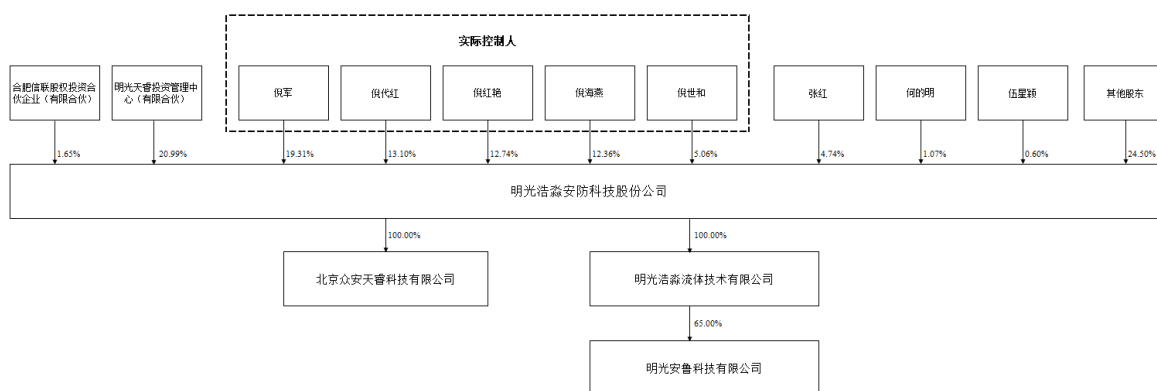 实际控制人
合肥信联股权投资合
伙企业（有限合伙）
明光天睿投资管理中
心（有限合伙）
倪军
倪代红
倪红艳
倪海燕
倪世和
张红
何的明
伍星颖
其他股东
1.65%
20.99%
19.31%
13.10%
12.74%
12.36%
5.06%
4.74%
1.07%
0.60%
24.50%
明光浩淼安防科技股份公司
100.00%
100.00%
北京众安天睿科技有限公司
明光浩淼流体技术有限公司
65.00%
明光安鲁科技有限公司